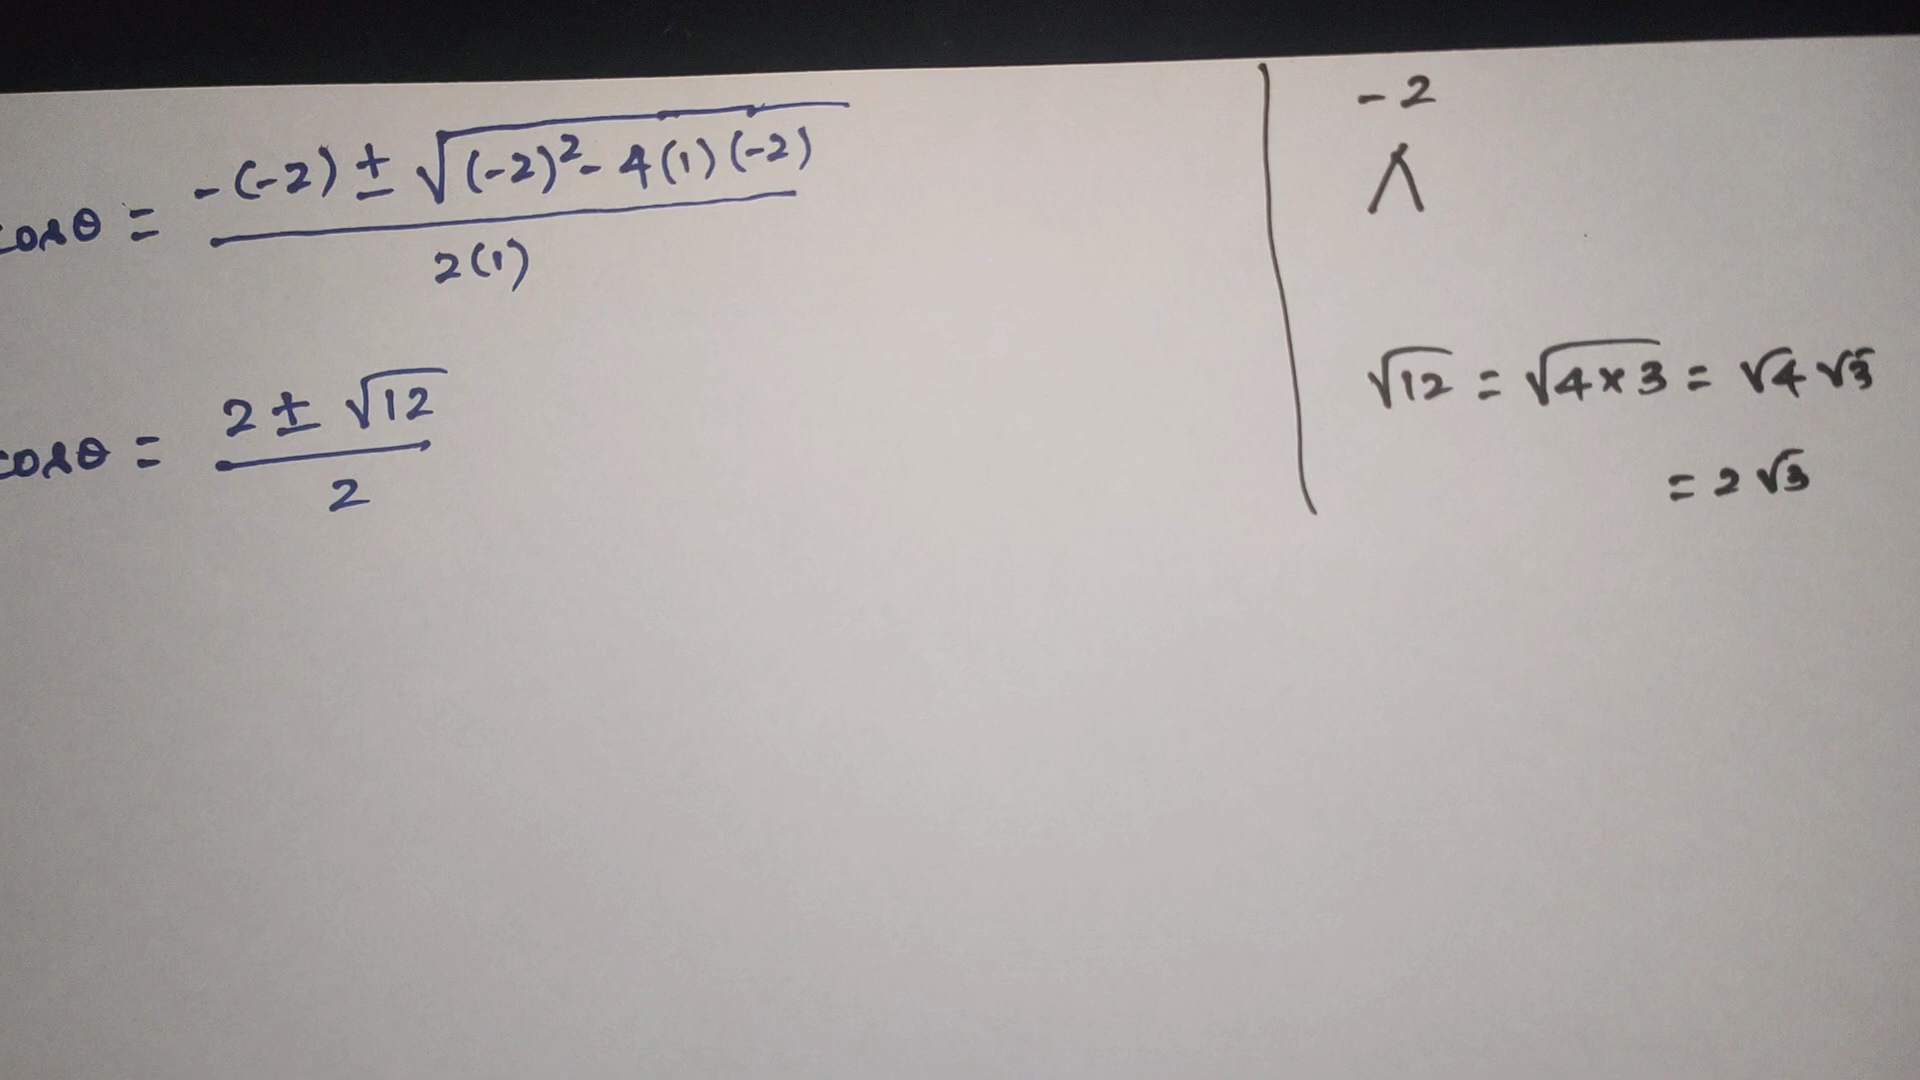 cosθ = -(-2) ± √(-2)² - 4(1)(-2) / 2(1)
cosθ = 2 ± √12 / 2
-2
√12 = √4×3 = √4 √3
= 2√3